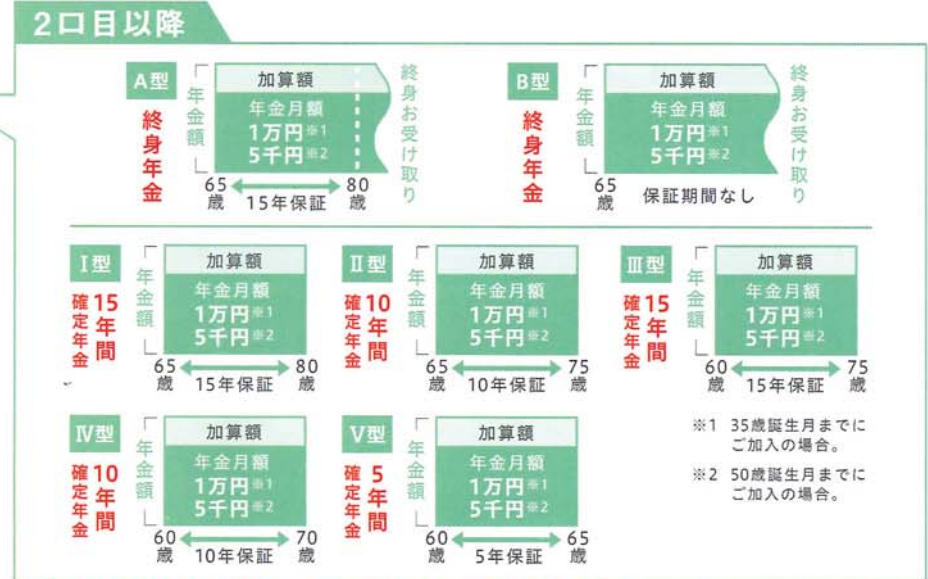 2口目以降
A型
終身年金
年金額
加算額
年金月額
1万円※1
5千円※2
終身お受け取り
65歳
15年保証
80歳
B型
終身年金
年金額
加算額
年金月額
1万円※1
5千円※2
終身お受け取り
65歳
保証期間なし
I型
15年間
確定年金
年金額
加算額
年金月額
1万円※1
5千円※2
65歳
15年保証
80歳
II型
10年間
確定年金
年金額
加算額
年金月額
1万円※1
5千円※2
65歳
10年保証
75歳
III型
15年間
確定年金
年金額
加算額
年金月額
1万円※1
5千円※2
60歳
15年保証
75歳
IV型
10年間
確定年金
年金額
加算額
年金月額
1万円※1
5千円※2
60歳
10年保証
70歳
V型
5年間
確定年金
年金額
加算額
年金月額
1万円※1
5千円※2
60歳
5年保証
65歳
※1 35歳誕生月までに
ご加入の場合。
※2 50歳誕生月までに
ご加入の場合。